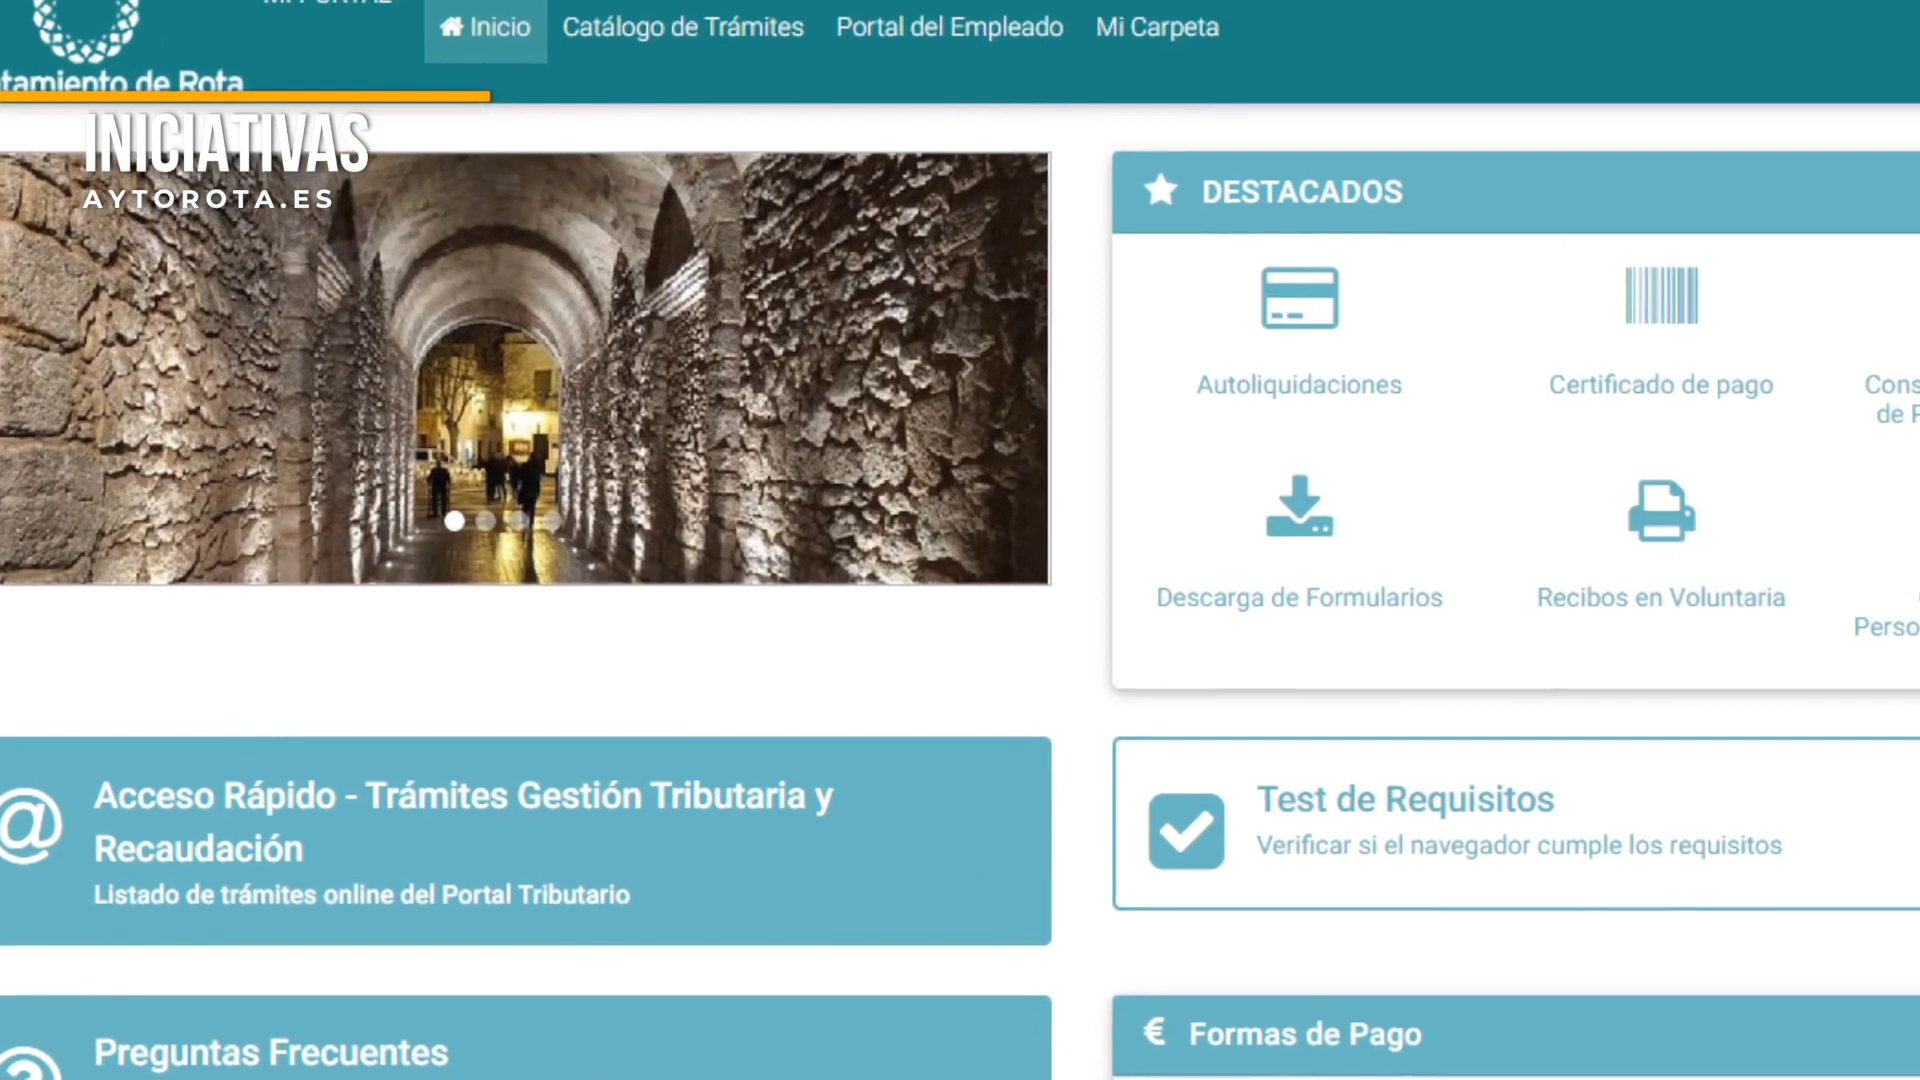 Inicio
Catálogo de Trámites
Portal del Empleado
Mi Carpeta
tamiento de Rota
INICIATIVAS
AYTOROTA.ES
DESTACADOS
Autoliquidaciones
Certificado de pago
Descarga de Formularios
Recibos en Voluntaria
Acceso Rápido - Trámites Gestión Tributaria y
Recaudación
Listado de trámites online del Portal Tributario
Test de Requisitos
Verificar si el navegador cumple los requisitos
Preguntas Frecuentes
€ Formas de Pago